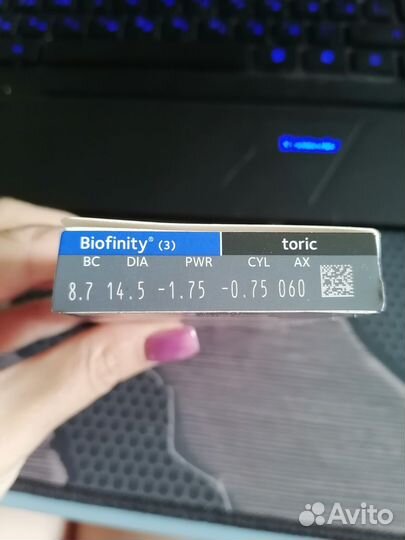 Biofinity® (3) toric
BC DIA PWR CYL AX
8.7 14.5 -1.75 -0.75 060
Avito